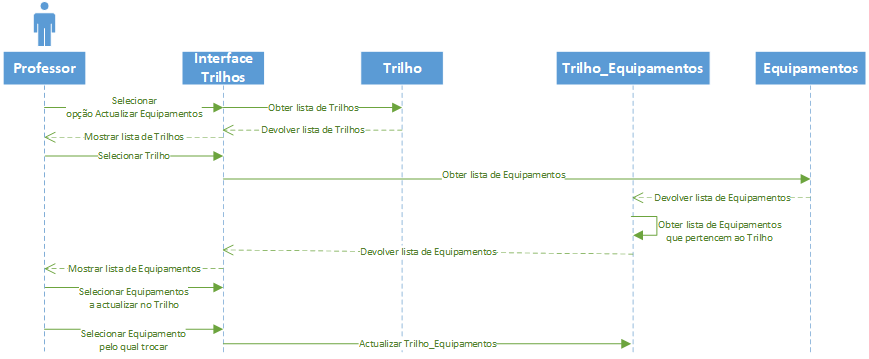 Professor
Interface
Trilhos
Trilho
Trilho_Equipamentos
Equipamentos
Selecionar
opção Actualizar Equipamentos
Obter lista de Trilhos
Devolver lista de Trilhos
Mostrar lista de Trilhos
Selecionar Trilho
Obter lista de Equipamentos
Devolver lista de Equipamentos
Obter lista de Equipamentos
que pertencem ao Trilho
Devolver lista de Equipamentos
Mostrar lista de Equipamentos
Selecionar Equipamentos
a actualizar no Trilho
Selecionar Equipamento
pelo qual trocar
Actualizar Trilho_Equipamentos